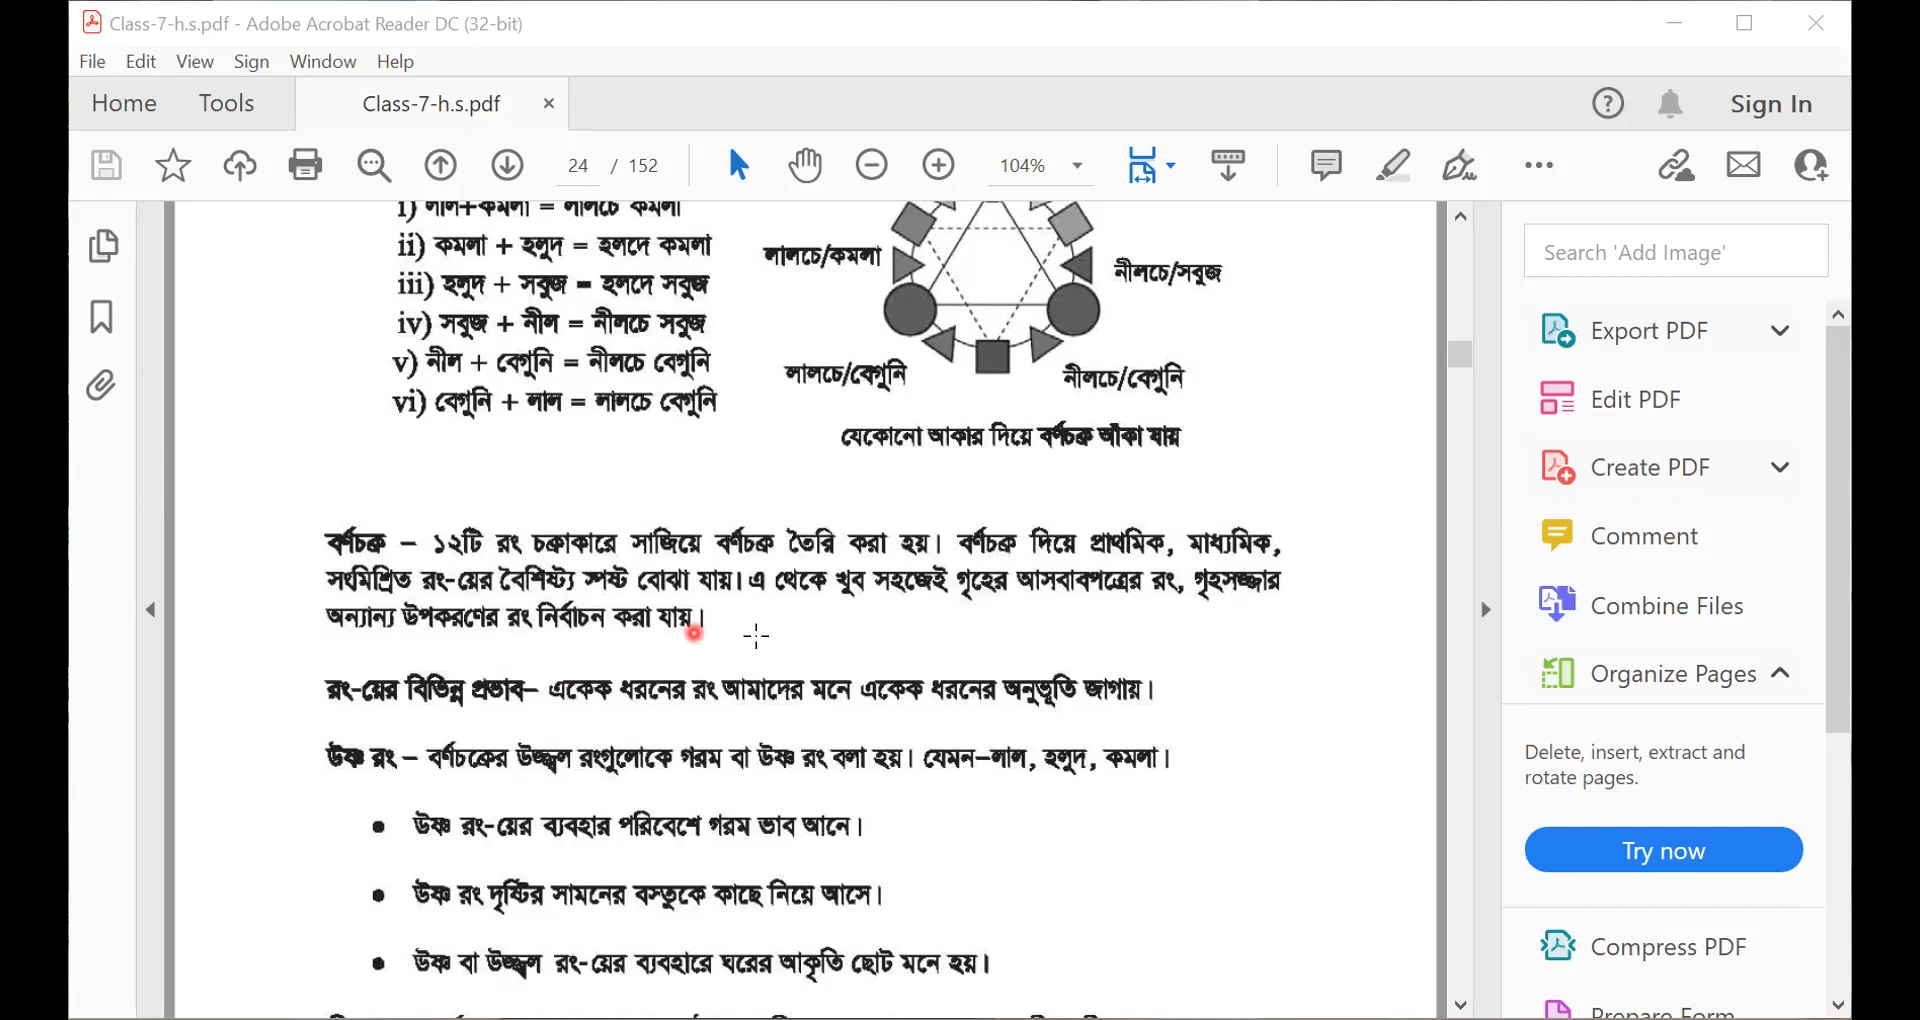 Class-7-h.s.pdf - Adobe Acrobat Reader DC (32-bit)
File Edit View Sign Window Help
Home Tools Class-7-h.s.pdf × Sign In
24 / 152 104%
i) লাল+কমলা = লালচে কমলা
ii) কমলা + হলুদ = হলদে কমলা
iii) হলুদ + সবুজ = হলদে সবুজ
iv) সবুজ + নীল = নীলচে সবুজ
v) নীল + বেগুনি = নীলচে বেগুনি
vi) বেগুনি + লাল = লালচে বেগুনি
লালচে/কমলা
নীলচে/সবুজ
লালচে/বেগুনি
নীলচে/বেগুনি
যেকোনো আকার দিয়ে বর্ণচক্র আঁকা যায়
বর্ণচক্র – ১২টি রং চক্রাকারে সাজিয়ে বর্ণচক্র তৈরি করা হয়। বর্ণচক্র দিয়ে প্রাথমিক, মাধ্যমিক,
সংমিশ্রিত রং-য়ের বৈশিষ্ট্য স্পষ্ট বোঝা যায়। এ থেকে খুব সহজেই গৃহের আসবাবপত্রের রং, গৃহসজ্জার
অন্যান্য উপকরণের রং নির্বাচন করা যায়।
রং-য়ের বিভিন্ন প্রভাব– একেক ধরনের রং আমাদের মনে একেক ধরনের অনুভূতি জাগায়।
উষ্ণ রং – বর্ণচক্রের উজ্জ্বল রংগুলোকে গরম বা উষ্ণ রং বলা হয়। যেমন–লাল, হলুদ, কমলা।
● উষ্ণ রং-য়ের ব্যবহার পরিবেশে গরম ভাব আনে।
● উষ্ণ রং দৃষ্টির সামনের বস্তুকে কাছে নিয়ে আসে।
● উষ্ণ বা উজ্জ্বল রং-য়ের ব্যবহারে ঘরের আকৃতি ছোট মনে হয়।
Search 'Add Image'
Export PDF
Edit PDF
Create PDF
Comment
Combine Files
Organize Pages
Delete, insert, extract and
rotate pages.
Try now
Compress PDF
Prepare Form